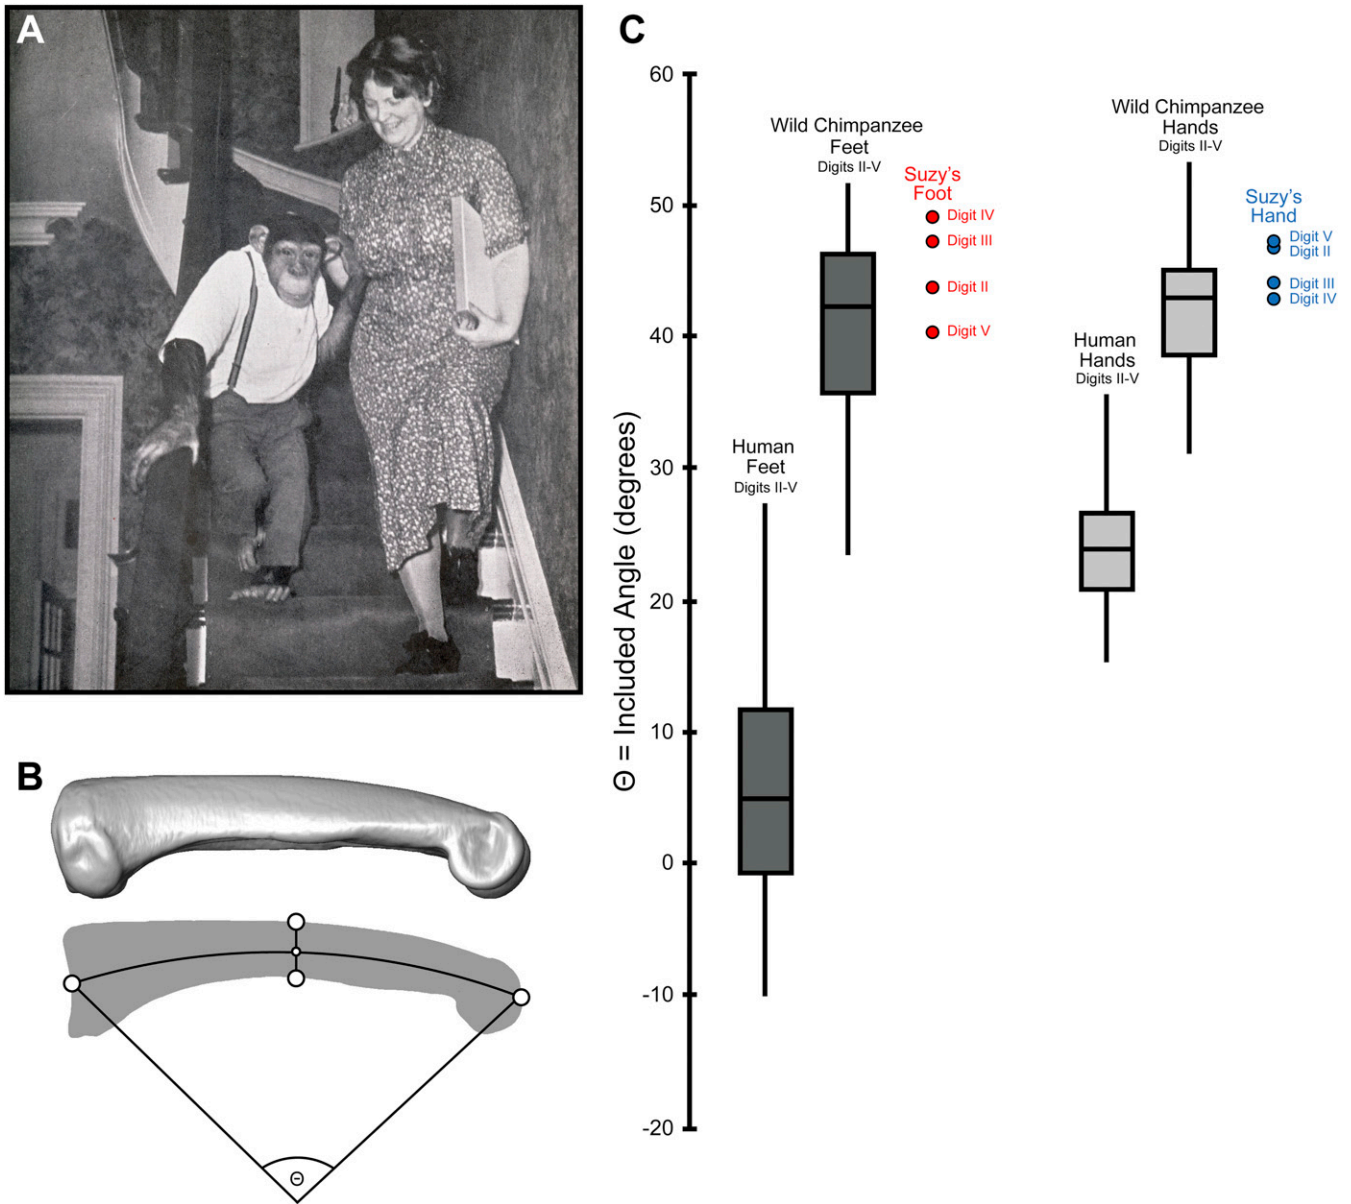 A
B
Θ
C
Θ = Included Angle (degrees)
60
50
40
30
20
10
0
-10
-20
Human
Feet
Digits II-V
Wild Chimpanzee
Feet
Digits II-V
Suzy's
Foot
Digit IV
Digit III
Digit II
Digit V
Human
Hands
Digits II-V
Wild Chimpanzee
Hands
Digits II-V
Suzy's
Hand
Digit V
Digit II
Digit III
Digit IV